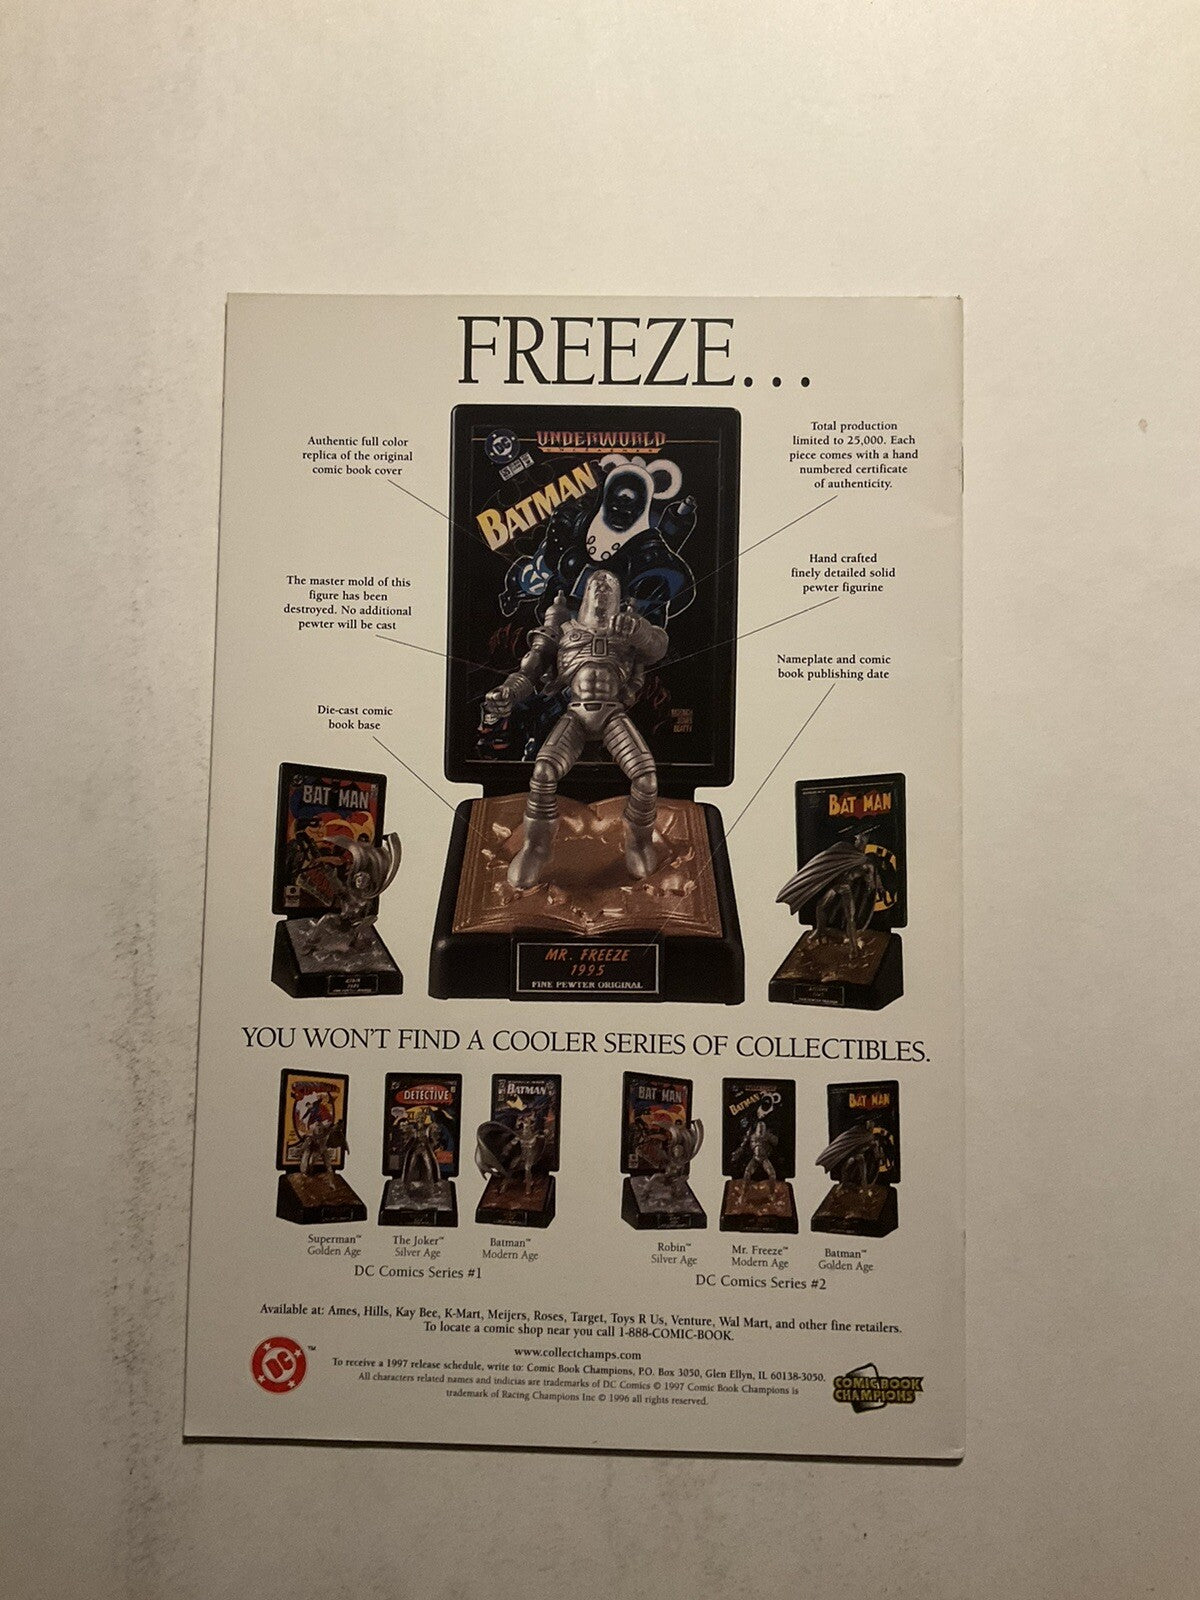 FREEZE...
Authentic full color
replica of the original
comic book cover
Total production
limited to 25,000. Each
piece comes with a hand
numbered certificate
of authenticity.
DC
UNDERWORLD
UNLEASHED
BATMAN
The master mold of this
figure has been
destroyed. No additional
pewter will be cast
Hand crafted
finely detailed solid
pewter figurine
Nameplate and comic
book publishing date
Die-cast comic
book base
BATMAN
BATMAN
MR. FREEZE
1995
FINE PEWTER ORIGINAL
YOU WON'T FIND A COOLER SERIES OF COLLECTIBLES.
DETECTIVE
BATMAN
BATMAN
BATMAN
BATMAN
Superman™
Golden Age
The Joker™
Silver Age
Batman™
Modern Age
DC Comics Series #1
Robin™
Silver Age
Mr. Freeze™
Modern Age
Batman™
Golden Age
DC Comics Series #2
Available at: Ames, Hills, Kay Bee, K-Mart, Meijers, Roses, Target, Toys R Us, Venture, Wal Mart, and other fine retailers.
To locate a comic shop near you call 1-888-COMIC-BOOK.
www.collectchamps.com
To receive a 1997 release schedule, write to: Comic Book Champions, P.O. Box 3050, Glen Ellyn, IL 60138-3050.
All characters related names and indicias are trademarks of DC Comics © 1997 Comic Book Champions is
trademark of Racing Champions Inc © 1996 all rights reserved.
DC ™
COMIC BOOK
CHAMPIONS